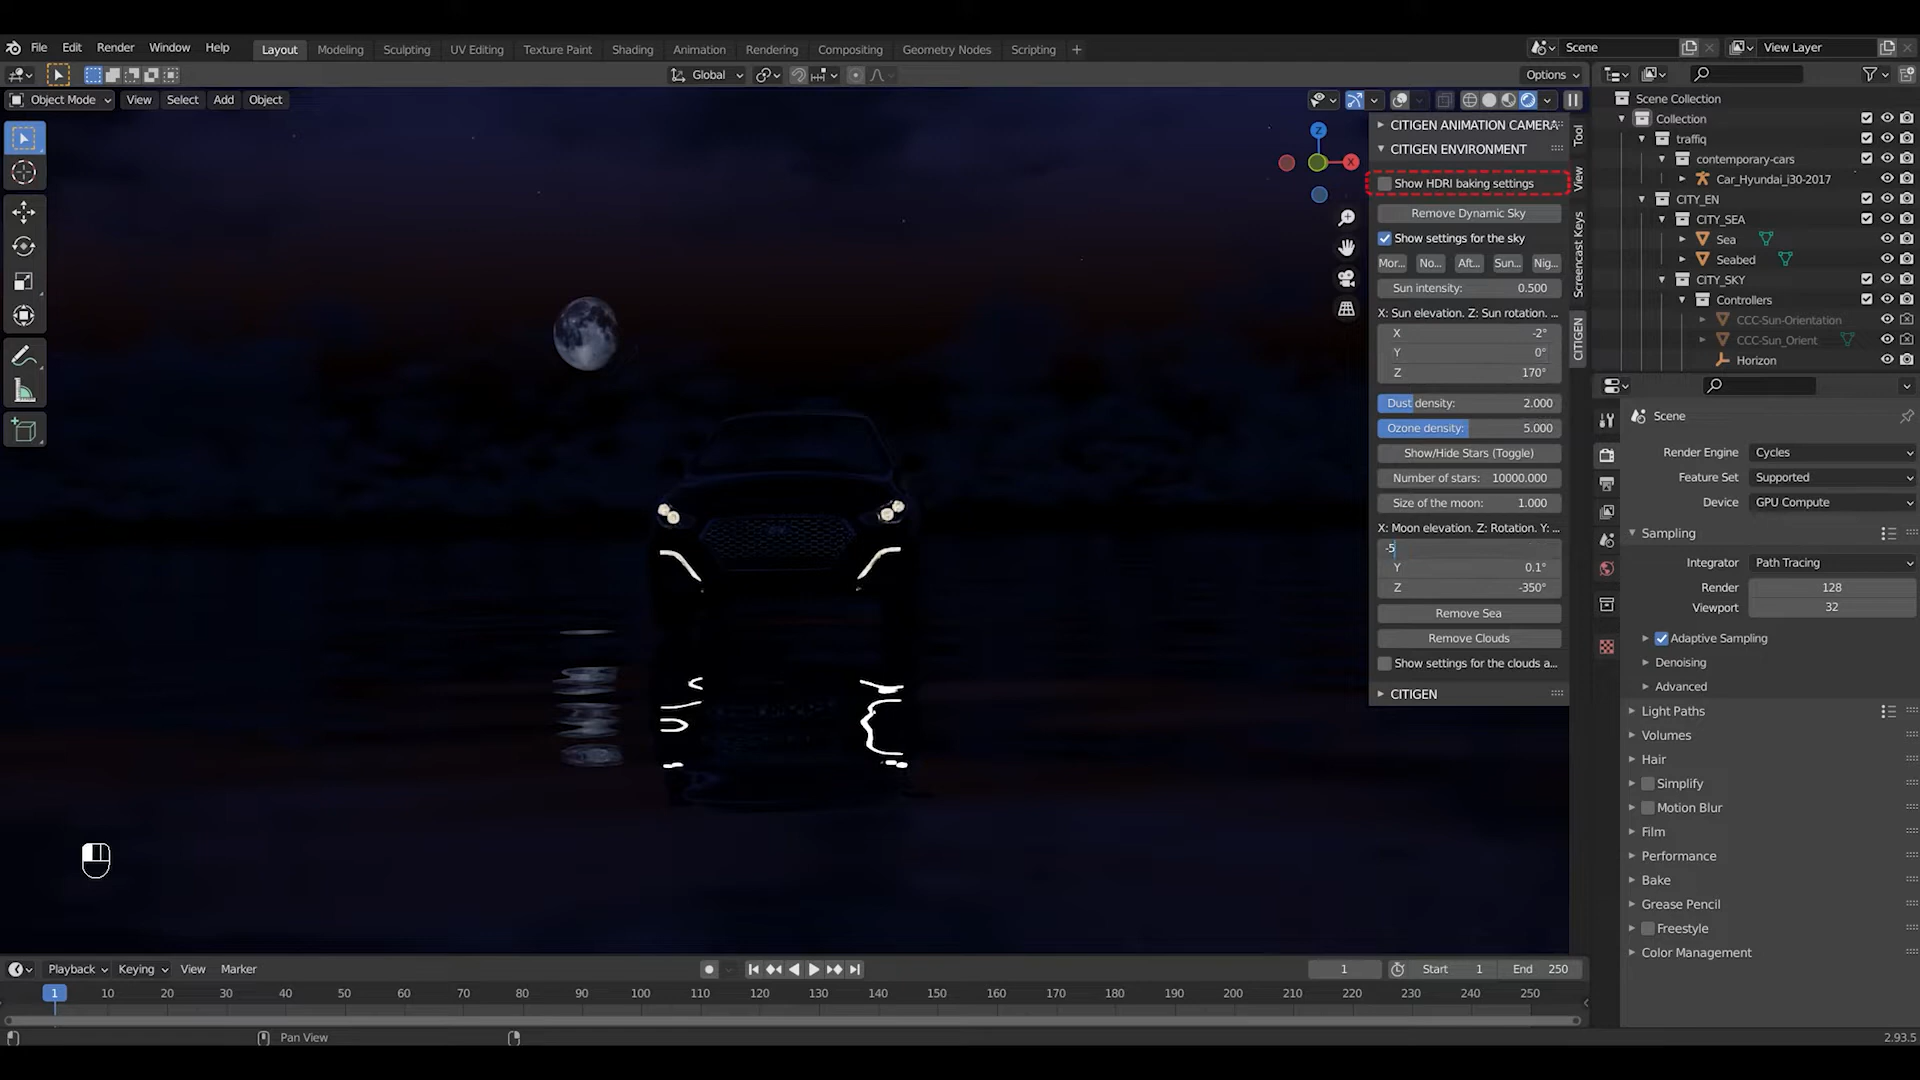 File Edit Render Window Help
Layout Modeling Sculpting UV Editing Texture Paint Shading Animation Rendering Compositing Geometry Nodes Scripting +
Scene
View Layer
Global
Options
Object Mode View Select Add Object
Z
X
CITIGEN ANIMATION CAMERA
CITIGEN ENVIRONMENT
Show HDRI baking settings
Remove Dynamic Sky
Show settings for the sky
Mor... No... Aft... Sun... Nig...
Sun intensity: 0.500
X: Sun elevation. Z: Sun rotation. ...
X -2°
Y 0°
Z 170°
Dust density: 2.000
Ozone density: 5.000
Show/Hide Stars (Toggle)
Number of stars: 10000.000
Size of the moon: 1.000
X: Moon elevation. Z: Rotation. Y: ...
-5
Y 0.1°
Z -350°
Remove Sea
Remove Clouds
Show settings for the clouds a...
CITIGEN
Tool
View
Screencast Keys
CITIGEN
Scene Collection
Collection
traffiq
contemporary-cars
Car_Hyundai_i30-2017
CITY_EN
CITY_SEA
Sea
Seabed
CITY_SKY
Controllers
CCC-Sun-Orientation
CCC-Sun_Orient
Horizon
Scene
Render Engine Cycles
Feature Set Supported
Device GPU Compute
Sampling
Integrator Path Tracing
Render 128
Viewport 32
Adaptive Sampling
Denoising
Advanced
Light Paths
Volumes
Hair
Simplify
Motion Blur
Film
Performance
Bake
Grease Pencil
Freestyle
Color Management
Playback Keying View Marker
1
Start 1 End 250
1 10 20 30 40 50 60 70 80 90 100 110 120 130 140 150 160 170 180 190 200 210 220 230 240 250
Pan View
2.93.5